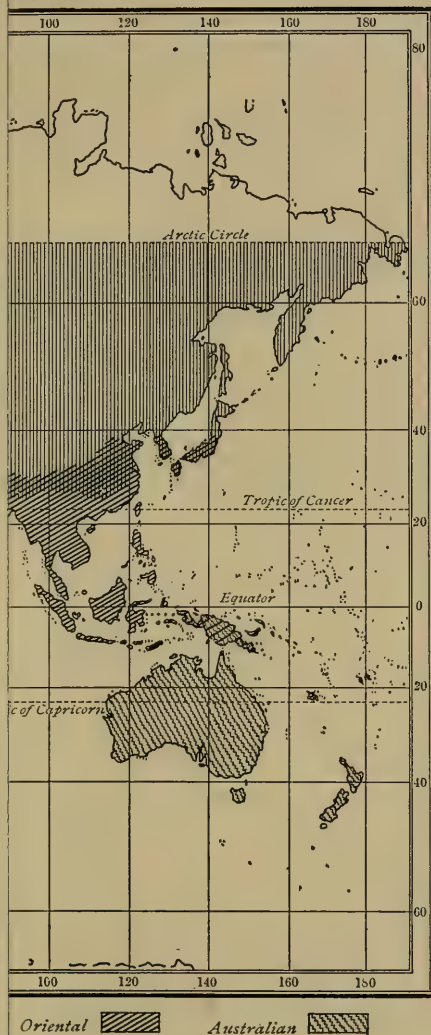 100 120 140 160 180
80
Arctic Circle
60
40
Tropic of Cancer
20
Equator
0
20
c of Capricorn
40
60
100 120 140 160 180
Oriental Australian